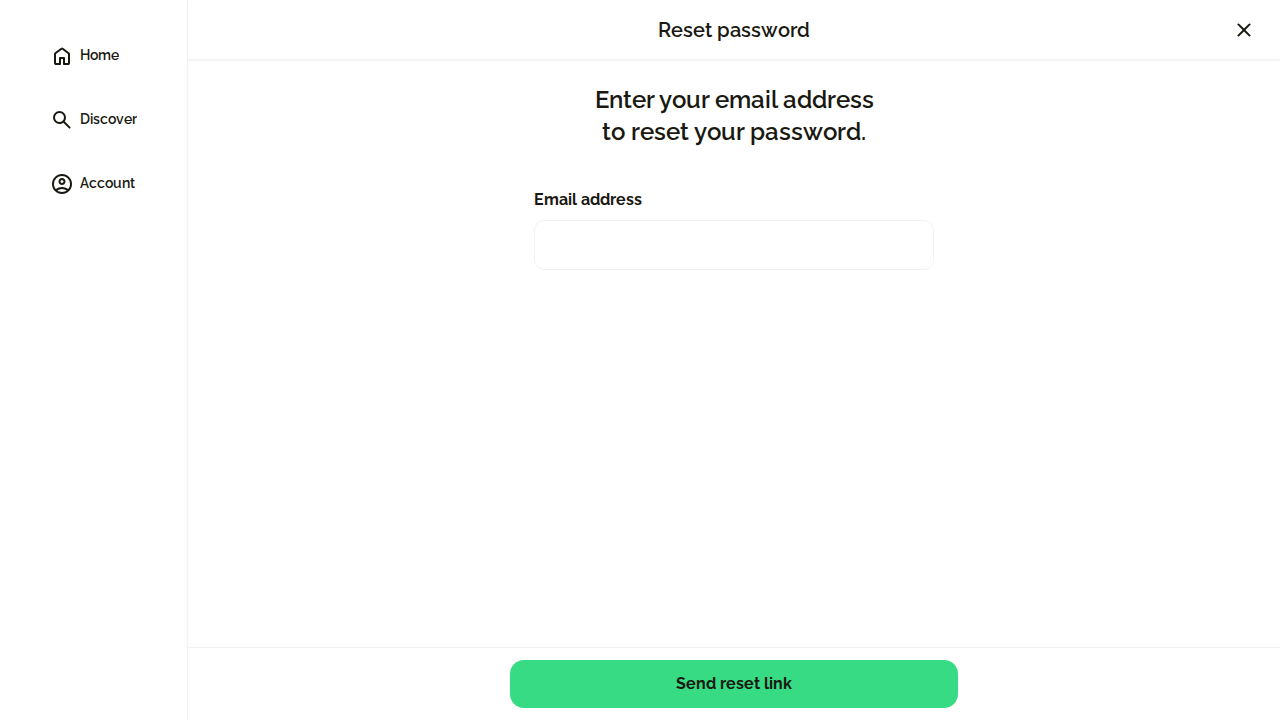 Home
Discover
Account
Reset password
Enter your email address
to reset your password.
Email address
Send reset link